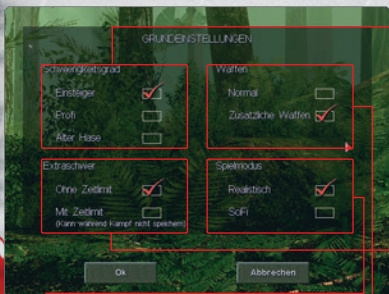 GRUNDEINSTELLUNGEN
Schwierigkeitsgrad
Einsteiger
Profi
Alter Hase
Waffen
Normal
Zusätzliche Waffen
Extraschwer
Ohne Zeitlimit
Mit Zeitlimit
(Kann während Kampf nicht speichern)
Spielmodus
Realistisch
SciFi
Ok
Abbrechen